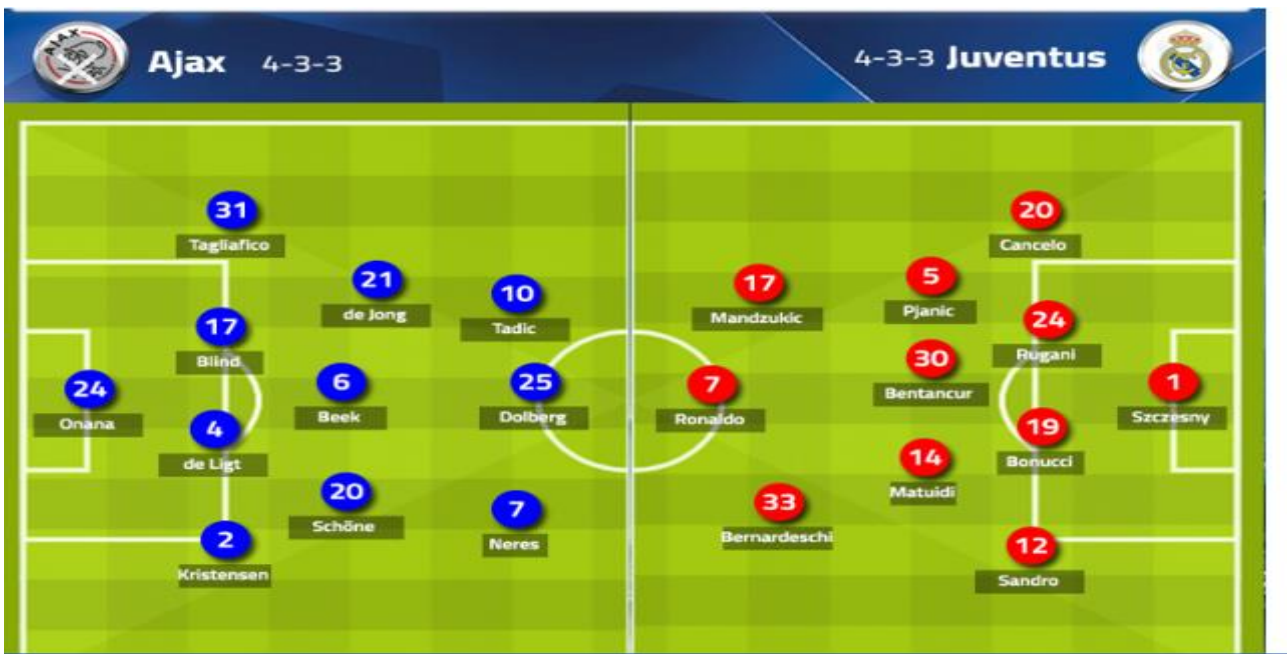 AJAX
Ajax 4-3-3
4-3-3 Juventus
31
Tagliafico
21
de Jong
10
Tadic
17
Blind
24
Onana
6
Beek
25
Dolberg
4
de Ligt
20
Schöne
7
Neres
2
Kristensen
20
Cancelo
17
Mandzukic
5
Pjanic
24
Rugani
30
Bentancur
7
Ronaldo
1
Szczesny
19
Bonucci
14
Matuidi
33
Bernardeschi
12
Sandro